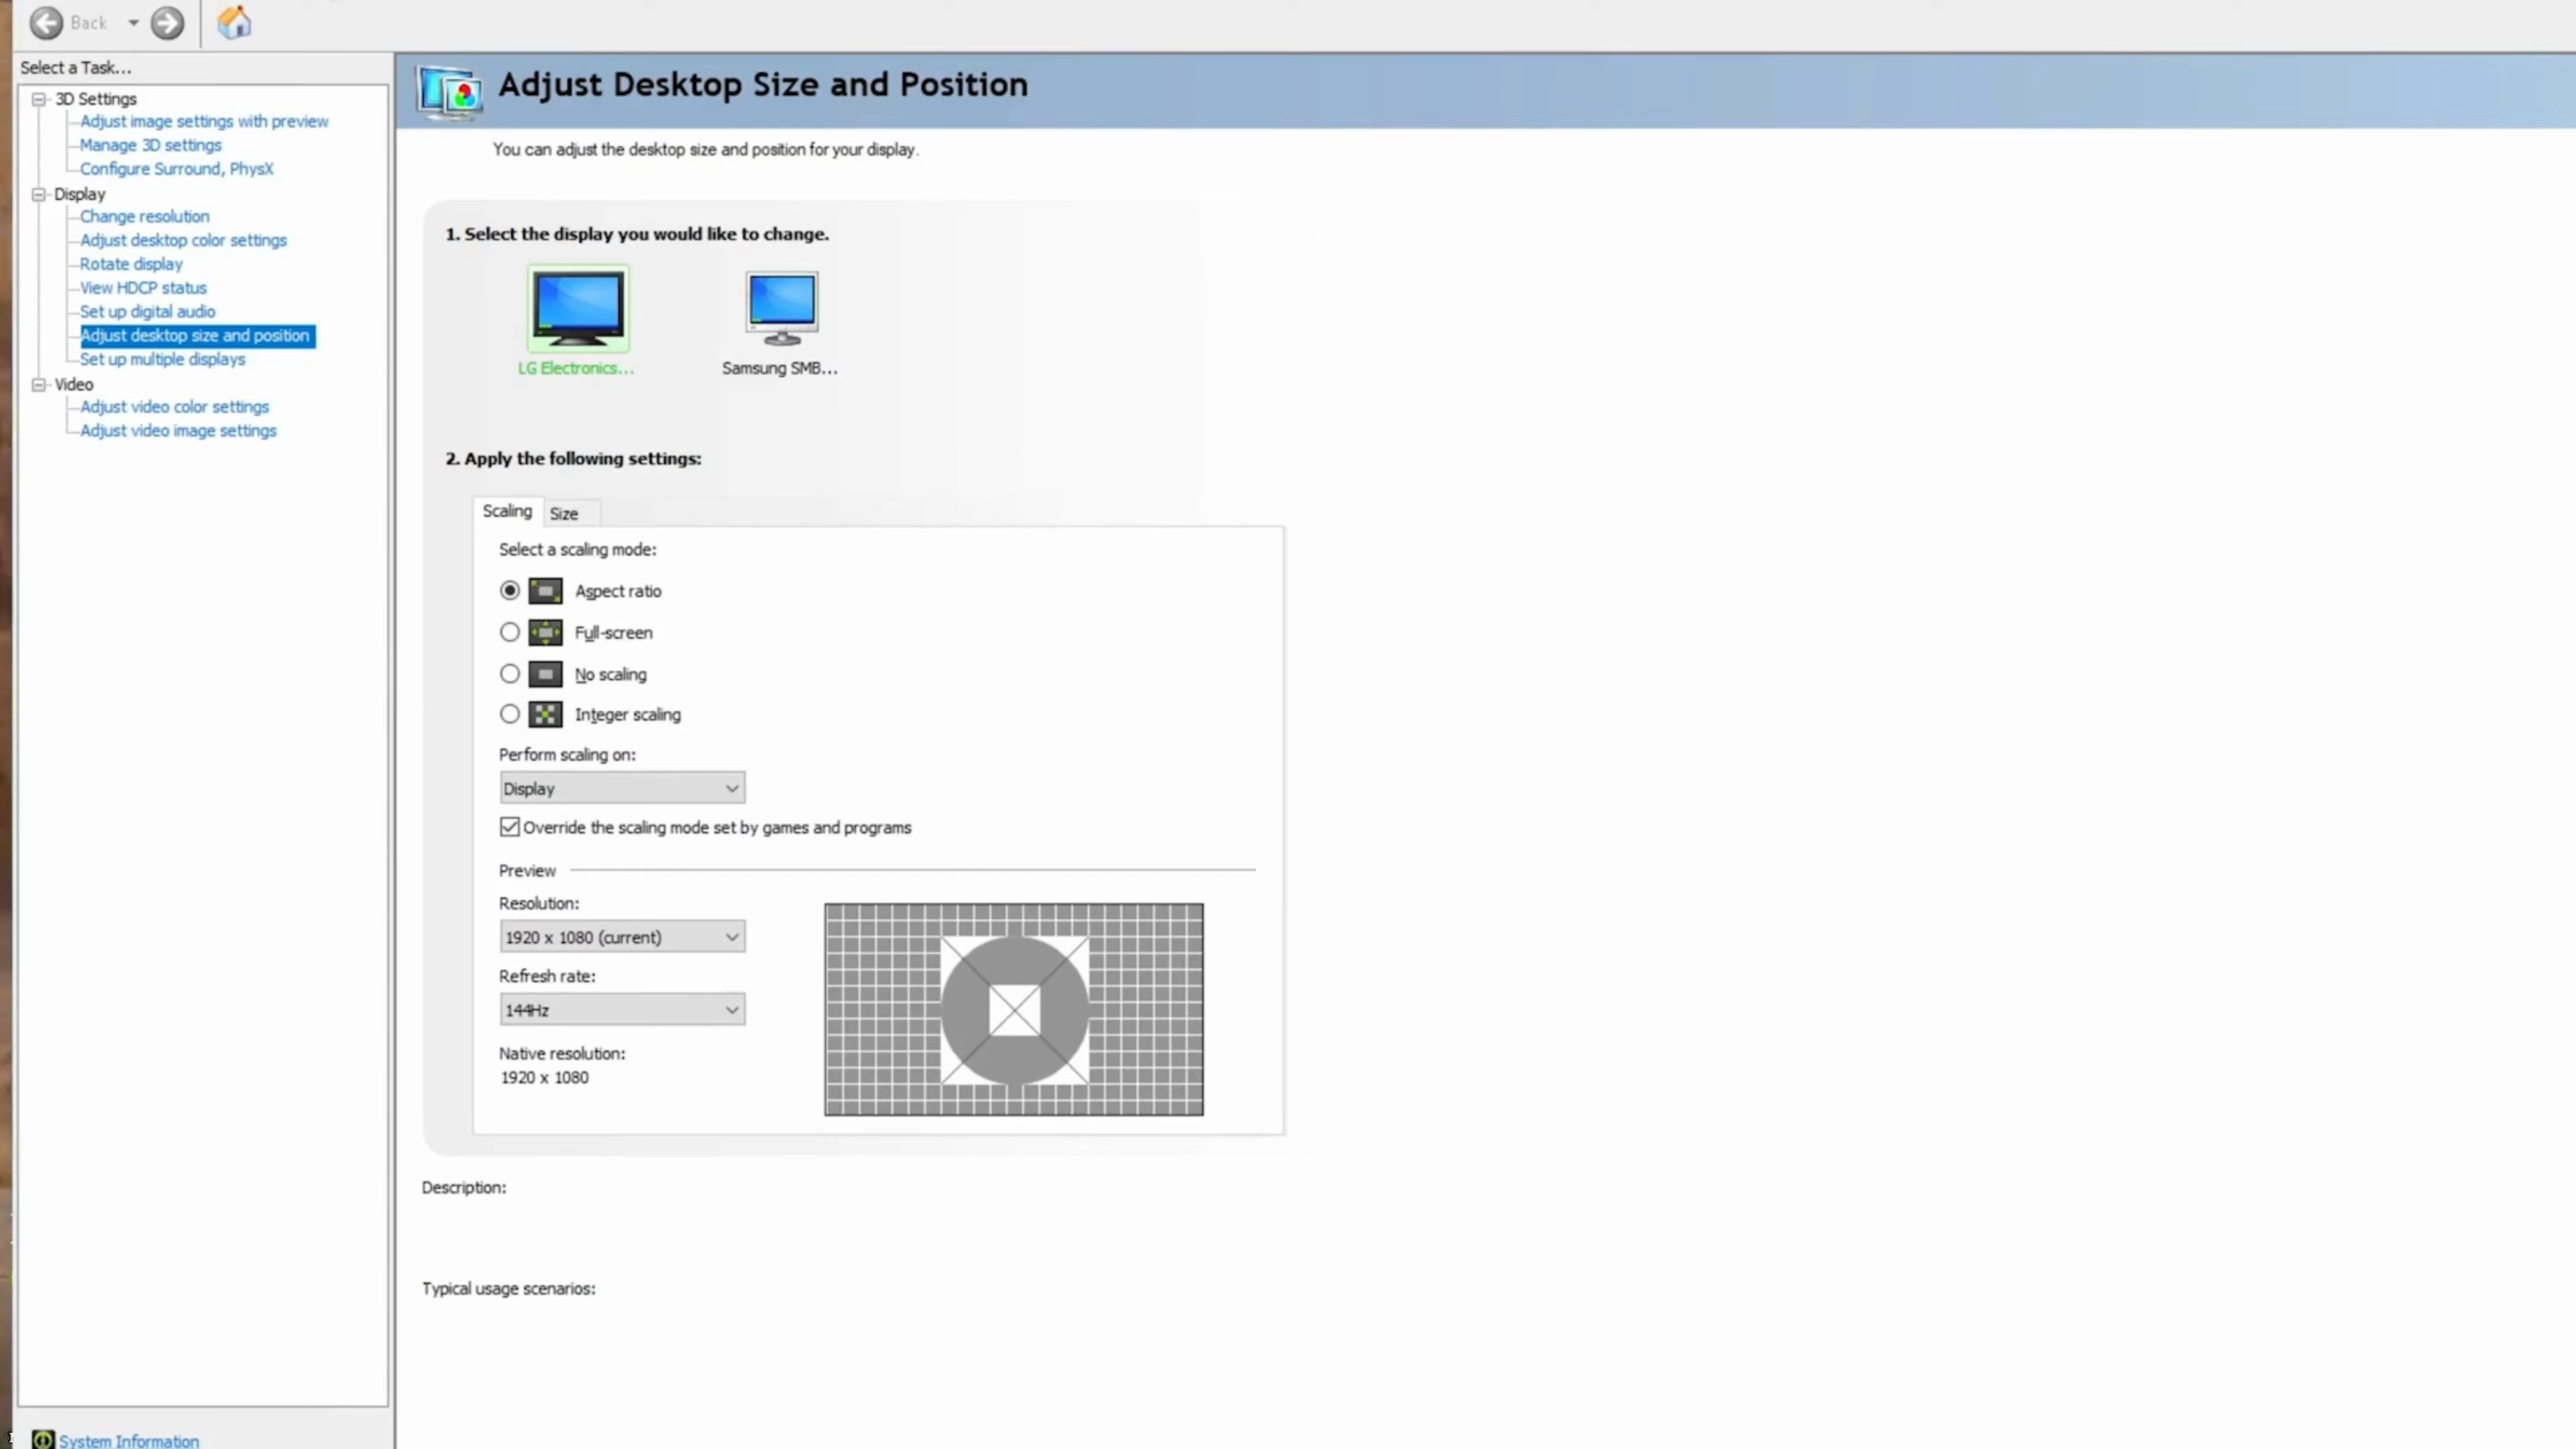 Back
Select a Task...
3D Settings
Adjust image settings with preview
Manage 3D settings
Configure Surround, PhysX
Display
Change resolution
Adjust desktop color settings
Rotate display
View HDCP status
Set up digital audio
Adjust desktop size and position
Set up multiple displays
Video
Adjust video color settings
Adjust video image settings
System Information
Adjust Desktop Size and Position
You can adjust the desktop size and position for your display.
1. Select the display you would like to change.
LG Electronics...
Samsung SMB...
2. Apply the following settings:
Scaling
Size
Select a scaling mode:
Aspect ratio
Full-screen
No scaling
Integer scaling
Perform scaling on:
Display
Override the scaling mode set by games and programs
Preview
Resolution:
1920 x 1080 (current)
Refresh rate:
144Hz
Native resolution:
1920 x 1080
Description:
Typical usage scenarios: